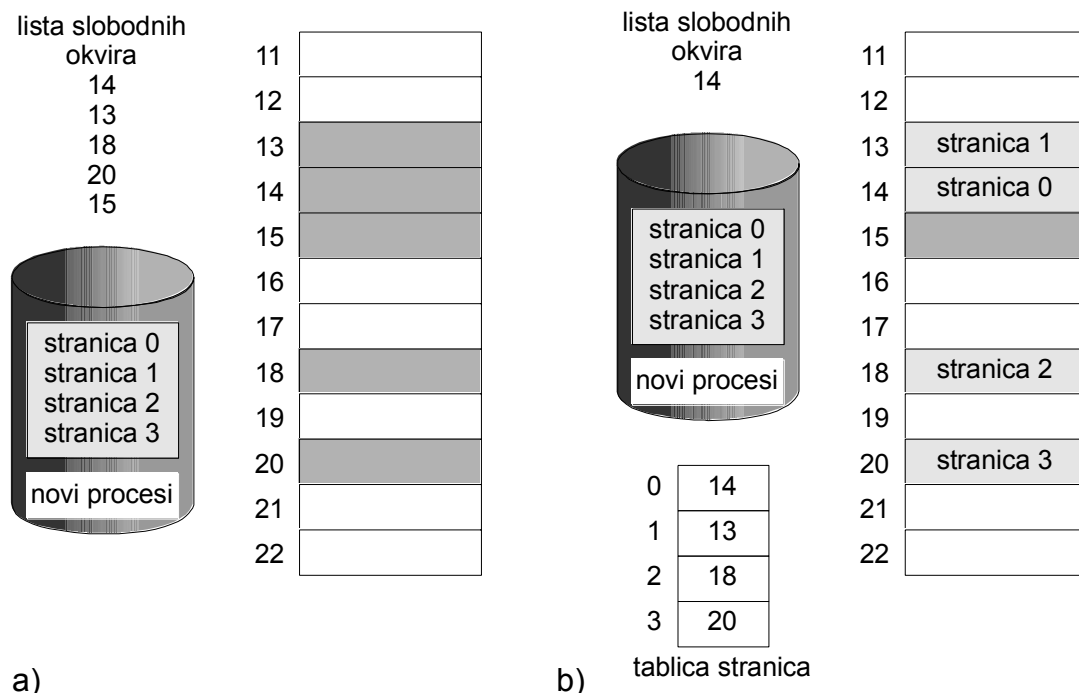 lista slobodnih
okvira
14
13
18
20
15
stranica 0
stranica 1
stranica 2
stranica 3
novi procesi
11
12
13
14
15
16
17
18
19
20
21
22
a)
lista slobodnih
okvira
14
stranica 0
stranica 1
stranica 2
stranica 3
novi procesi
0 14
1 13
2 18
3 20
tablica stranica
11
12
13 stranica 1
14 stranica 0
15
16
17
18 stranica 2
19
20 stranica 3
21
22
b)